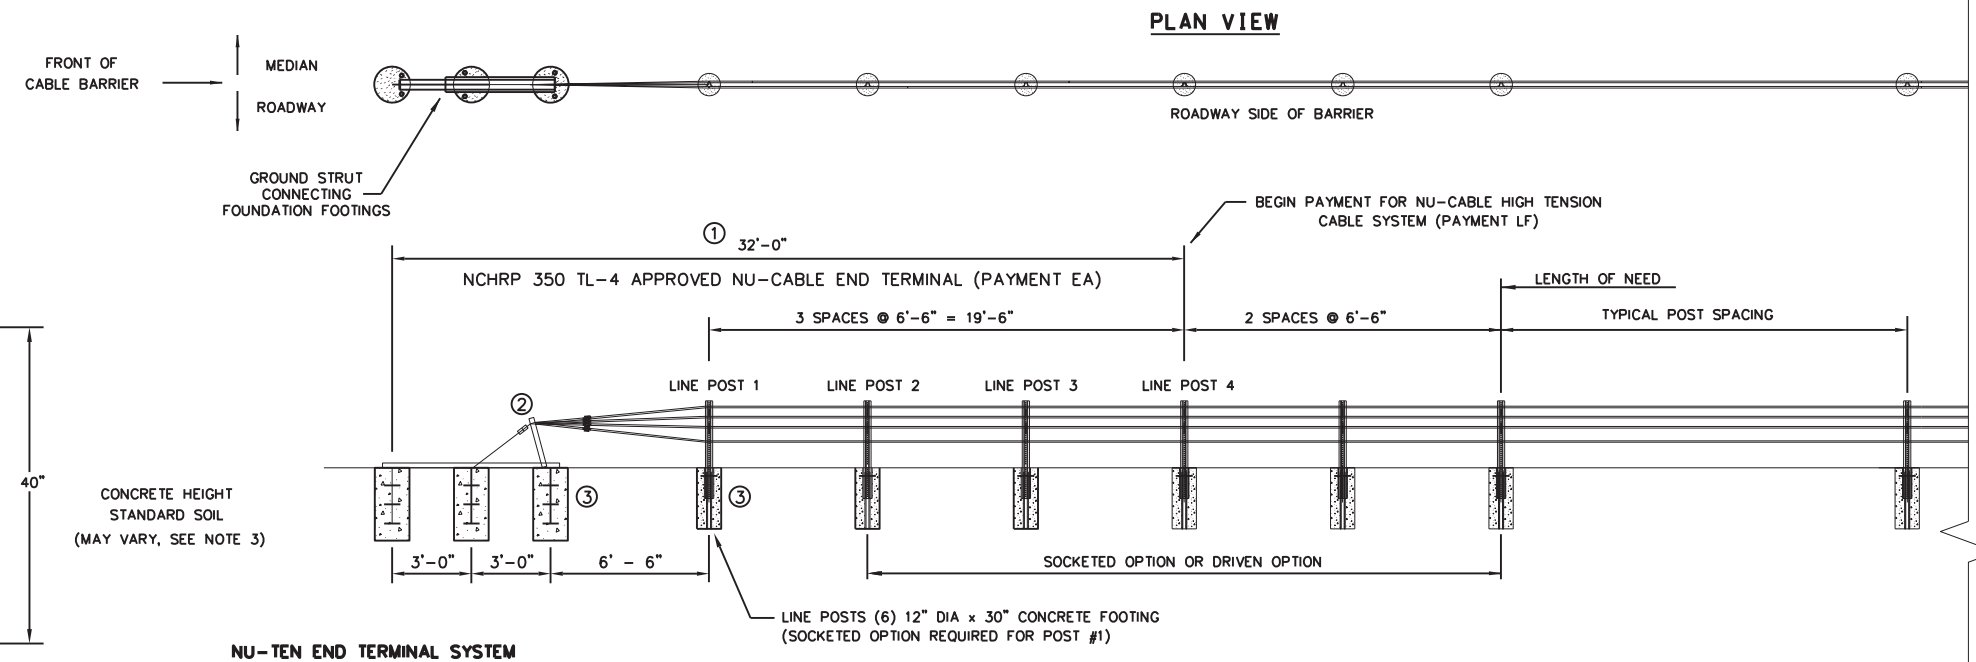 PLAN VIEW
FRONT OF
CABLE BARRIER
MEDIAN
ROADWAY
ROADWAY SIDE OF BARRIER
GROUND STRUT
CONNECTING
FOUNDATION FOOTINGS
BEGIN PAYMENT FOR NU-CABLE HIGH TENSION
CABLE SYSTEM (PAYMENT LF)
1 32'-0"
NCHRP 350 TL-4 APPROVED NU-CABLE END TERMINAL (PAYMENT EA)
LENGTH OF NEED
3 SPACES @ 6'-6" = 19'-6"
2 SPACES @ 6'-6"
TYPICAL POST SPACING
LINE POST 1
LINE POST 2
LINE POST 3
LINE POST 4
2
40"
CONCRETE HEIGHT
STANDARD SOIL
(MAY VARY, SEE NOTE 3)
3
3
3'-0"
3'-0"
6' - 6"
SOCKETED OPTION OR DRIVEN OPTION
LINE POSTS (6) 12" DIA x 30" CONCRETE FOOTING
(SOCKETED OPTION REQUIRED FOR POST #1)
NU-TEN END TERMINAL SYSTEM